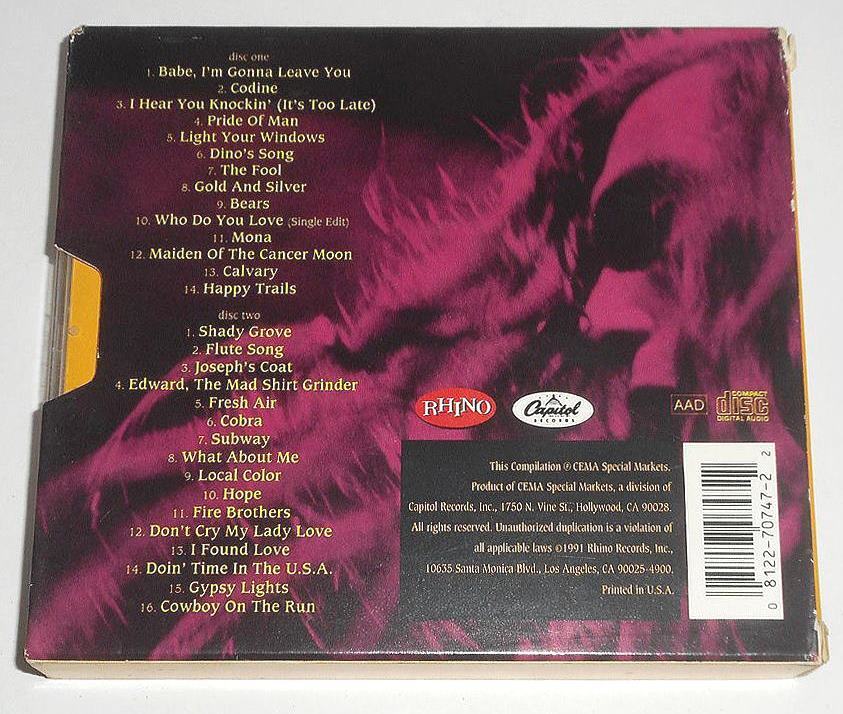 disc one
1. Babe, I'm Gonna Leave You
2. Codine
3. I Hear You Knockin' (It's Too Late)
4. Pride Of Man
5. Light Your Windows
6. Dino's Song
7. The Fool
8. Gold And Silver
9. Bears
10. Who Do You Love (Single Edit)
11. Mona
12. Maiden Of The Cancer Moon
13. Calvary
14. Happy Trails
disc two
1. Shady Grove
2. Flute Song
3. Joseph's Coat
4. Edward, The Mad Shirt Grinder
5. Fresh Air
6. Cobra
7. Subway
8. What About Me
9. Local Color
10. Hope
11. Fire Brothers
12. Don't Cry My Lady Love
13. I Found Love
14. Doin' Time In The U.S.A.
15. Gypsy Lights
16. Cowboy On The Run
RHINO
Capitol
RECORDS
AAD
COMPACT
disc
DIGITAL AUDIO
This Compilation ℗ CEMA Special Markets.
Product of CEMA Special Markets, a division of
Capitol Records, Inc., 1750 N. Vine St., Hollywood, CA 90028.
All rights reserved. Unauthorized duplication is a violation of
all applicable laws ©1991 Rhino Records, Inc.,
10635 Santa Monica Blvd., Los Angeles, CA 90025-4900.
Printed in U.S.A.
0 8122-70747-2 2